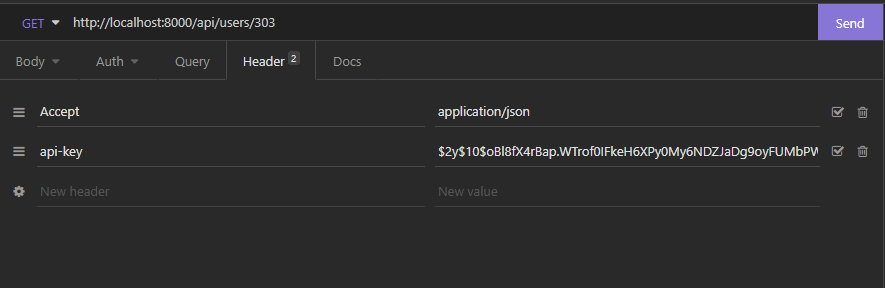 GET http://localhost:8000/api/users/303 Send
Body Auth Query Header 2 Docs
Accept application/json
api-key $2y$10$oBl8fX4rBap.WTrof0IFkeH6XPy0My6NDZJaDg9oyFUMbPW
New header New value